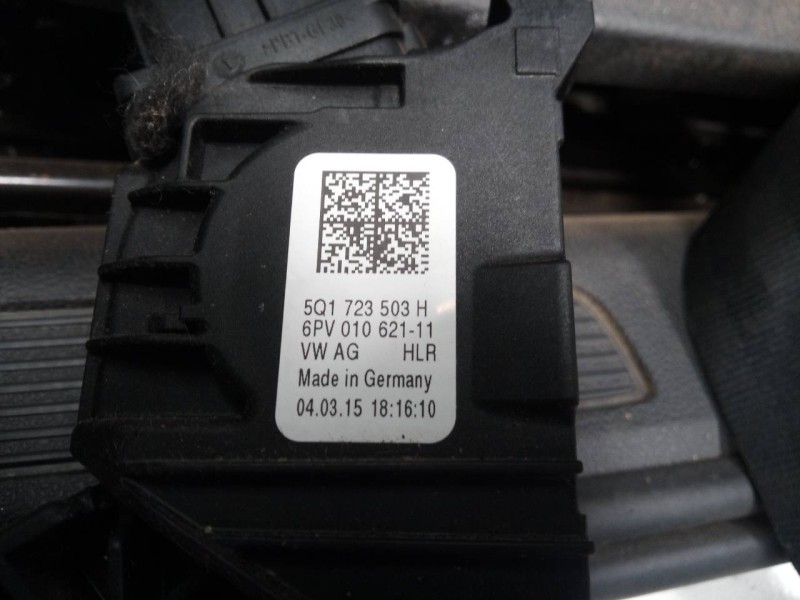 5Q1 723 503 H
6PV 010 621-11
VW AG HLR
Made in Germany
04.03.15 18:16:10